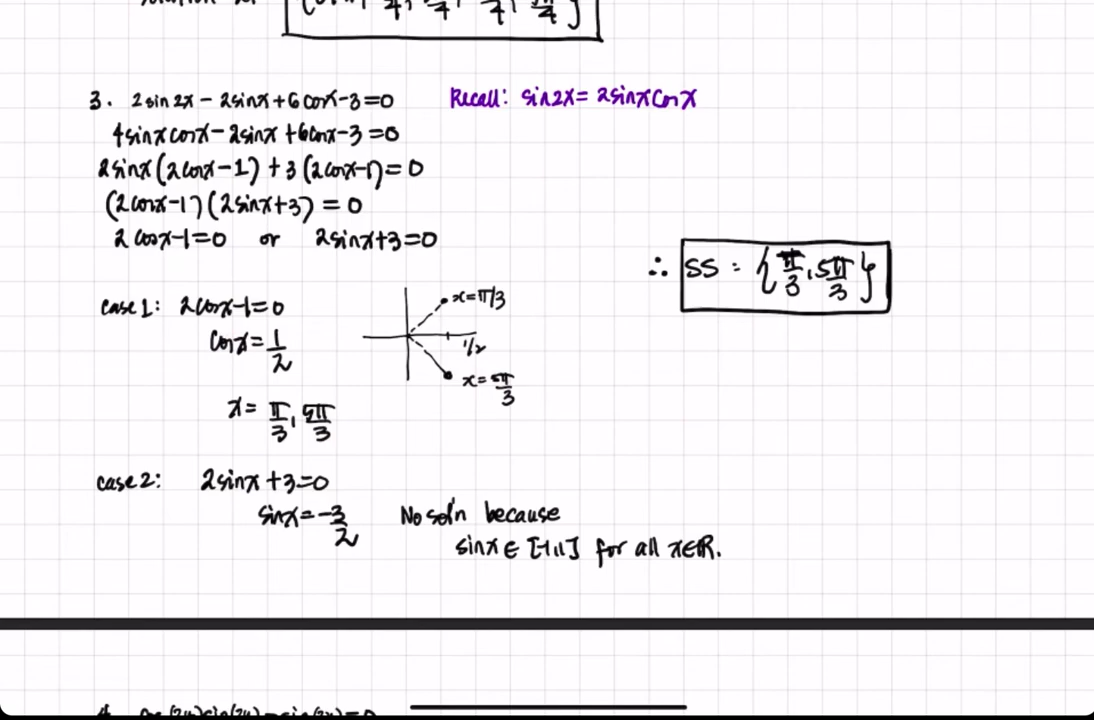 3. 2sin2x - 2sinx + 6cosx - 3 = 0 Recall: sin2x = 2sinxcosx
4sinxcosx - 2sinx + 6cosx - 3 = 0
2sinx(2cosx - 1) + 3(2cosx - 1) = 0
(2cosx - 1)(2sinx + 3) = 0
2cosx - 1 = 0 or 2sinx + 3 = 0
∴ SS = {π/3, 5π/3}
case 1: 2cosx - 1 = 0
cosx = 1/2
x = π/3, 5π/3
x = π/3
1/2
x = 5π/3
case 2: 2sinx + 3 = 0
sinx = -3/2 No sol'n because
sinx ∈ [-1,1] for all x∈R.